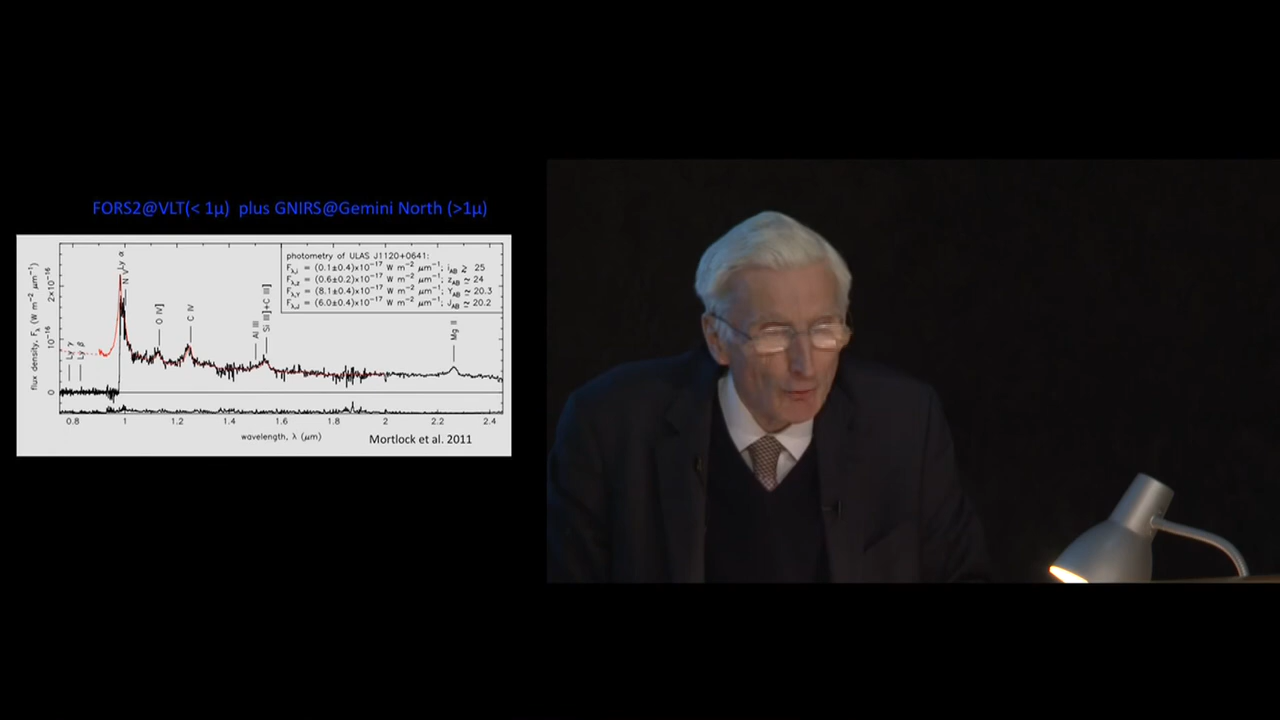 FORS2@VLT(< 1μ)  plus GNIRS@Gemini North (>1μ)
photometry of ULAS J1120+0641:
F_λ,i = (0.1±0.4)×10⁻¹⁷ W m⁻² μm⁻¹; i_AB ≳ 25
F_λ,z = (0.6±0.2)×10⁻¹⁷ W m⁻² μm⁻¹; z_AB ≃ 24
F_λ,Y = (8.1±0.4)×10⁻¹⁷ W m⁻² μm⁻¹; Y_AB ≃ 20.3
F_λ,J = (6.0±0.4)×10⁻¹⁷ W m⁻² μm⁻¹; J_AB ≃ 20.2
flux density, F_λ (W m⁻² μm⁻¹)
2×10⁻¹⁶
10⁻¹⁶
0
Ly γ
Ly β
Ly α
N V
O I]
C IV
Al III
Si III]+C III]
Mg II
0.8 1 1.2 1.4 1.6 1.8 2 2.2 2.4
wavelength, λ (μm)
Mortlock et al. 2011